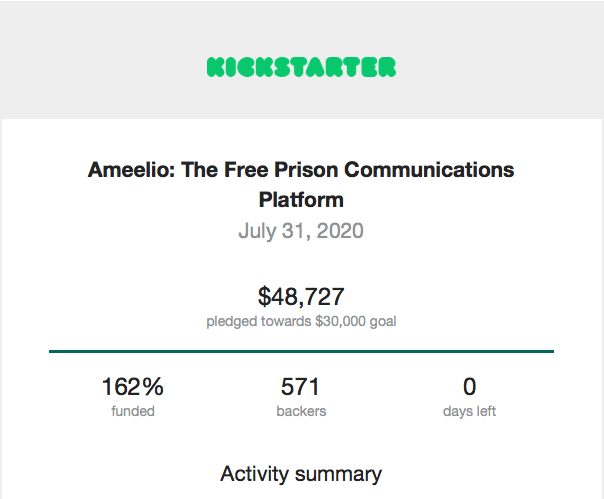 KICKSTARTER
Ameelio: The Free Prison Communications
Platform
July 31, 2020
$48,727
pledged towards $30,000 goal
162% 571 0
funded backers days left
Activity summary